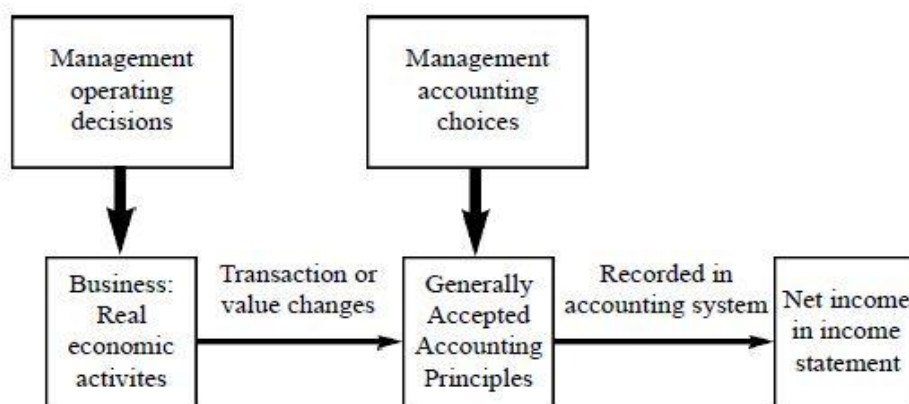 Management
operating
decisions
Management
accounting
choices
Business:
Real
economic
activites
Transaction or
value changes
Generally
Accepted
Accounting
Principles
Recorded in
accounting system
Net income
in income
statement